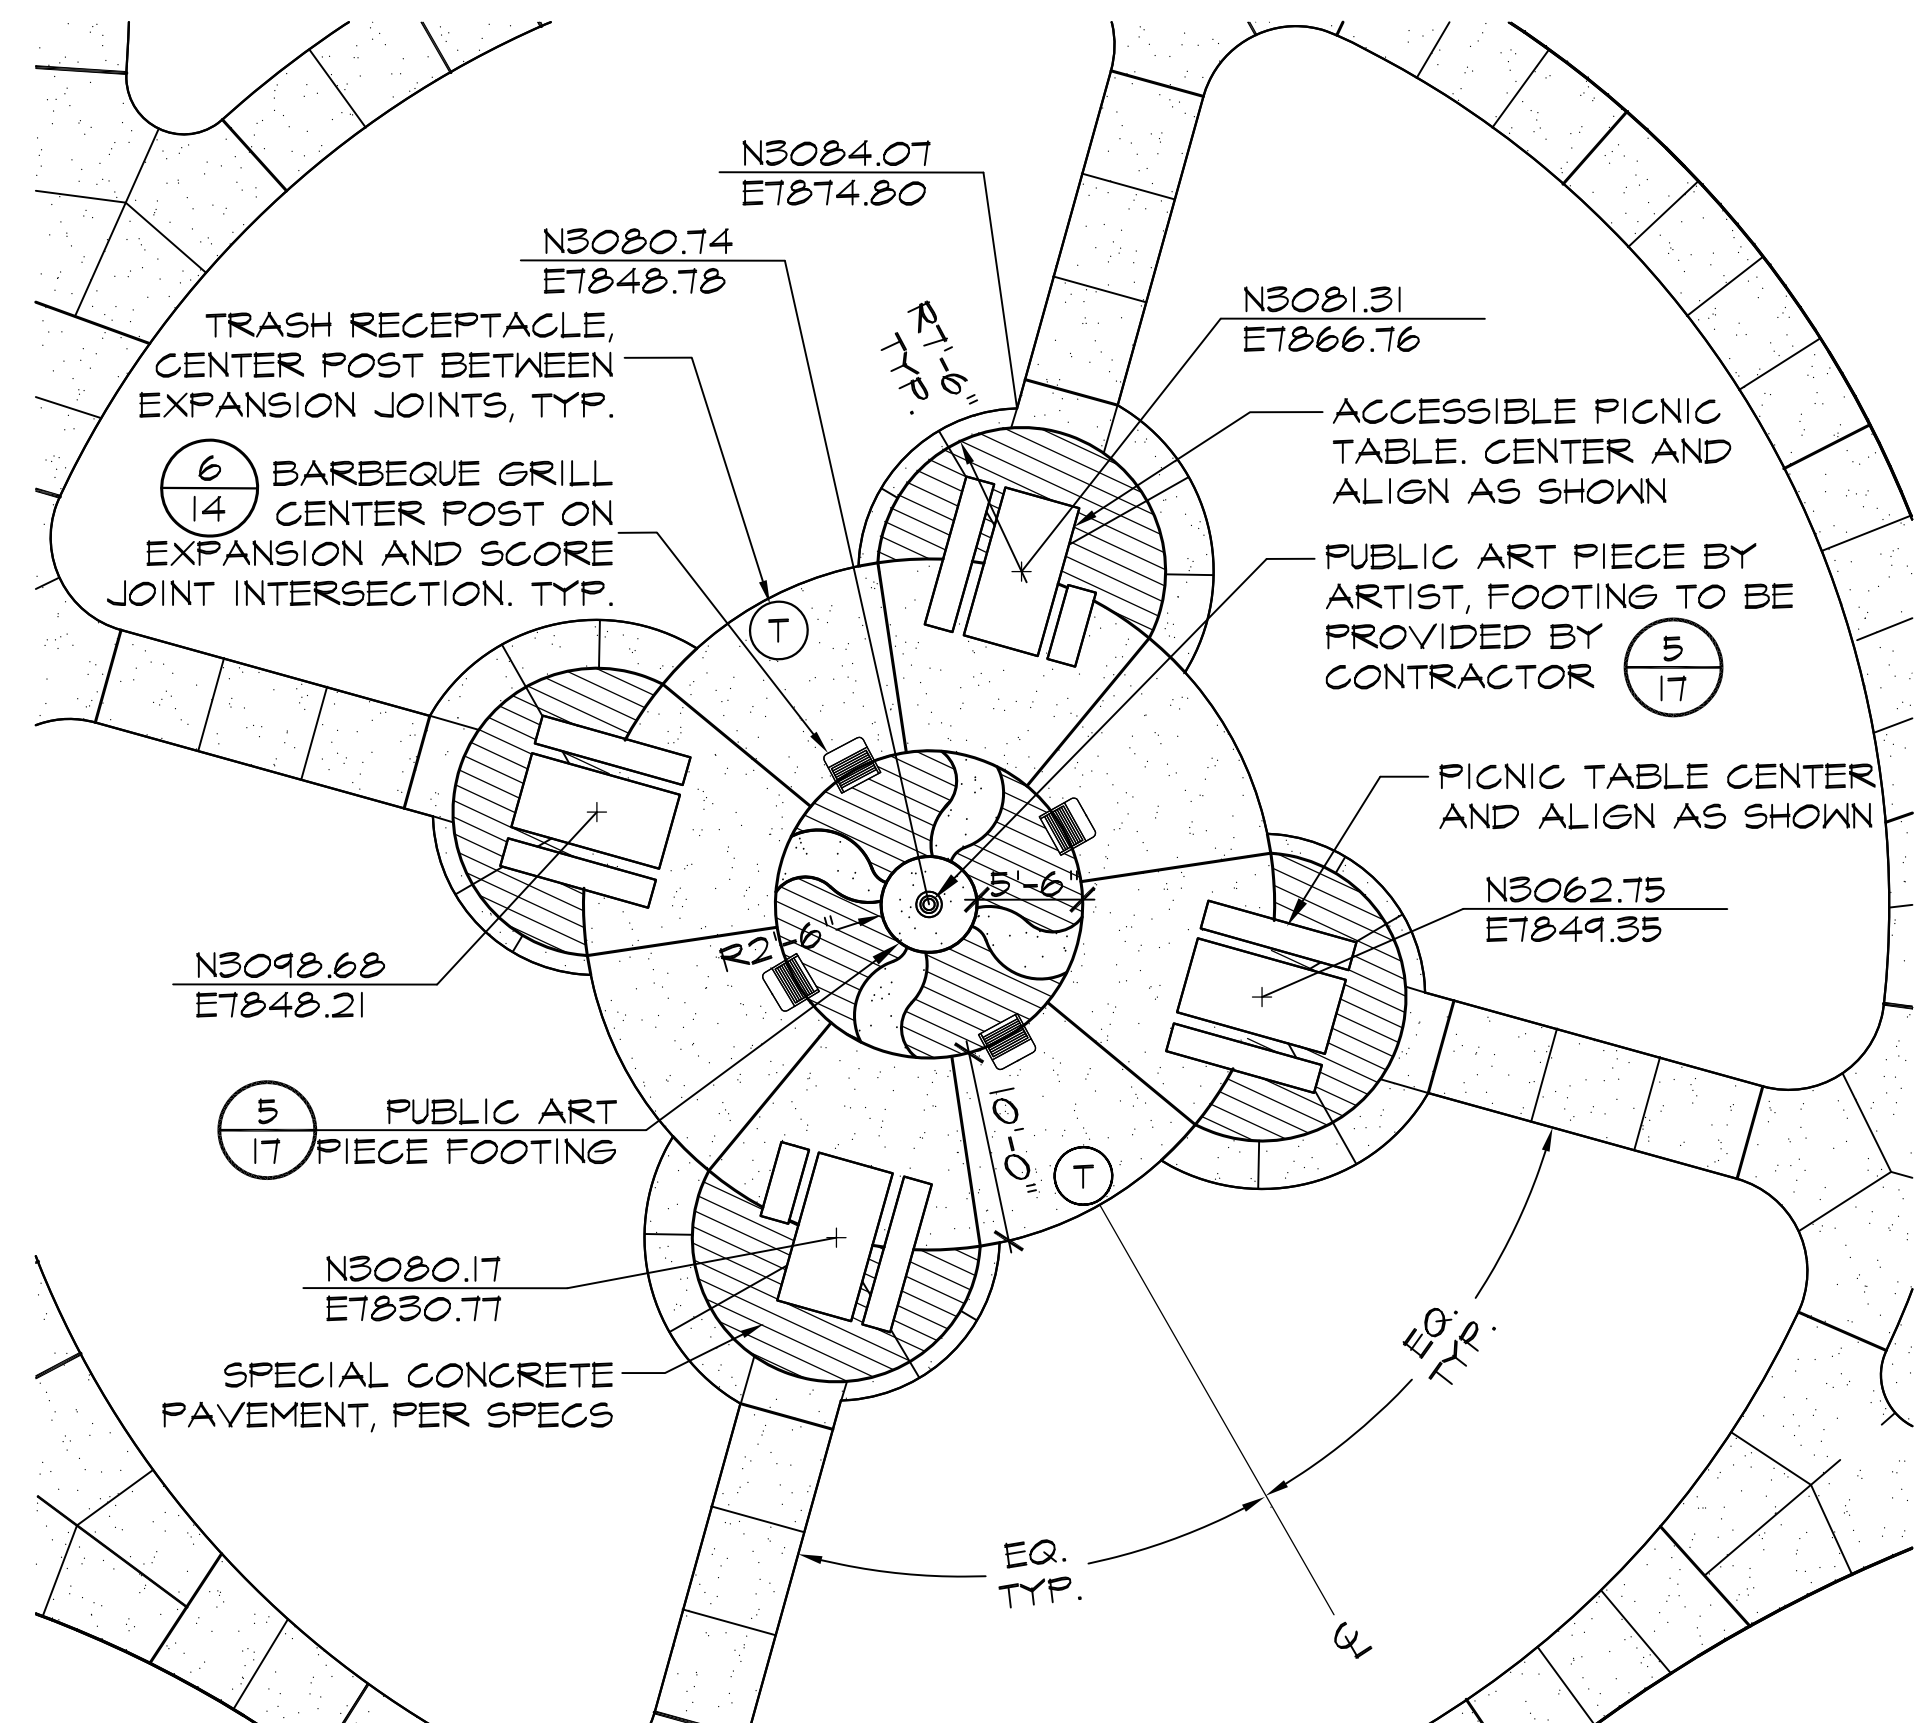 N3084.07
E7874.80
N3080.74
E7848.78
N3081.31
E7866.76
R7'-6"
TYP.
TRASH RECEPTACLE,
CENTER POST BETWEEN
EXPANSION JOINTS, TYP.
6
14
BARBEQUE GRILL
CENTER POST ON
EXPANSION AND SCORE
JOINT INTERSECTION. TYP.
ACCESSIBLE PICNIC
TABLE. CENTER AND
ALIGN AS SHOWN
PUBLIC ART PIECE BY
ARTIST, FOOTING TO BE
PROVIDED BY
CONTRACTOR
5
17
T
PICNIC TABLE CENTER
AND ALIGN AS SHOWN
5'-6"
R2'-6"
N3062.75
E7849.35
N3098.68
E7848.21
5
17
PUBLIC ART
PIECE FOOTING
10'-0"
T
N3080.17
E7830.77
SPECIAL CONCRETE
PAVEMENT, PER SPECS
EQ.
TYP.
EQ.
TYP.
℄